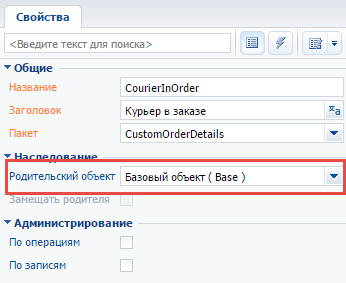 Свойства
<Введите текст для поиска>
Общие
Название CourierInOrder
Заголовок Курьер в заказе
Пакет CustomOrderDetails
Наследование
Родительский объект Базовый объект ( Base )
Замещать родителя
Администрирование
По операциям
По записям